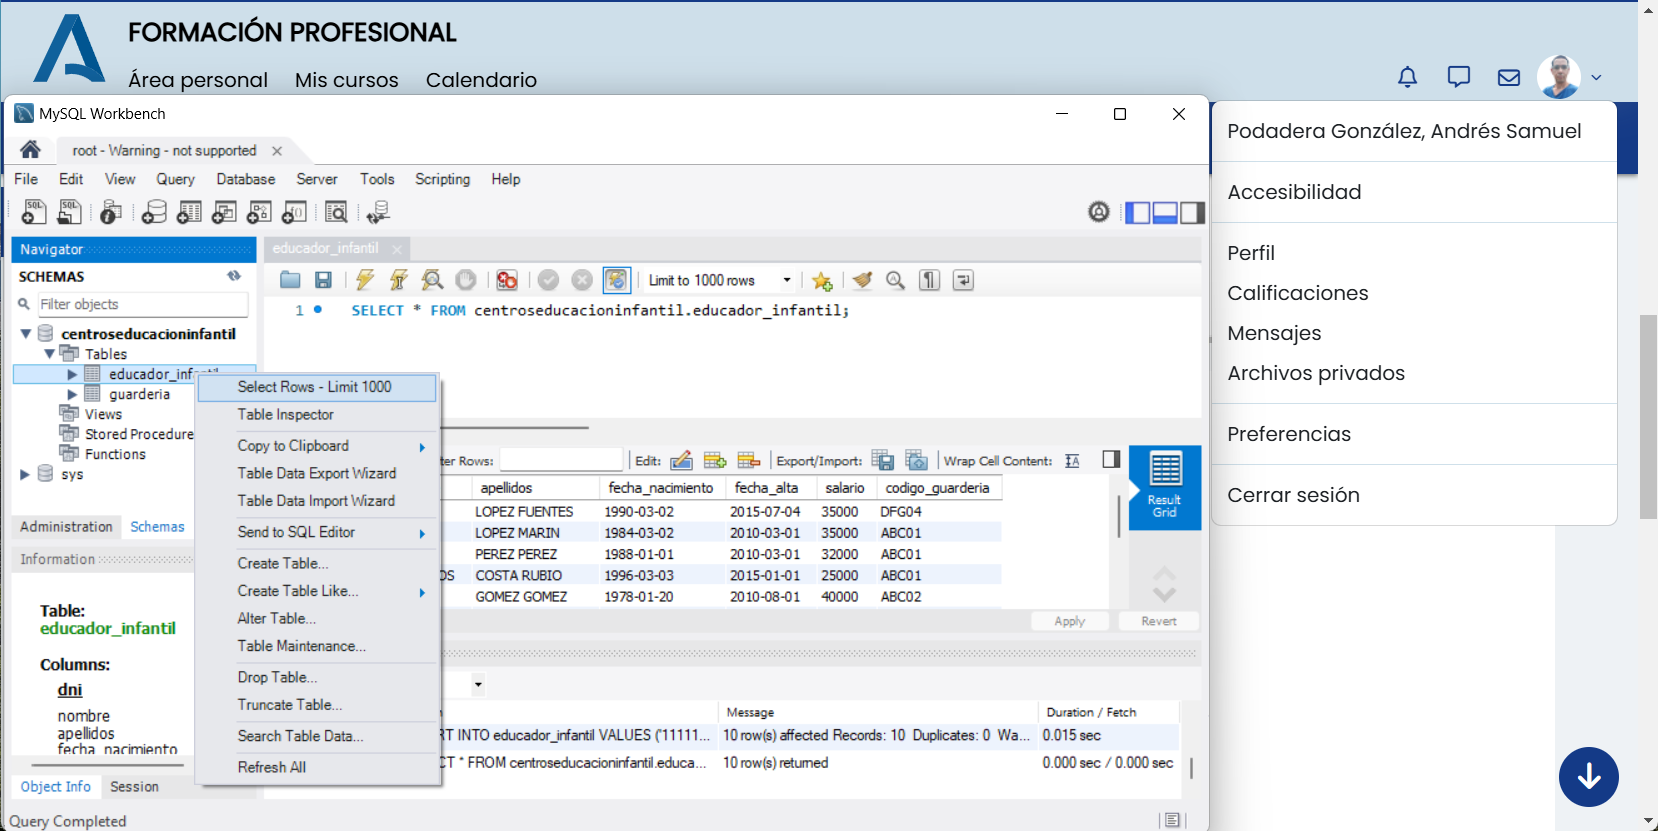 FORMACIÓN PROFESIONAL
Área personal Mis cursos Calendario
MySQL Workbench
root - Warning - not supported
File Edit View Query Database Server Tools Scripting Help
Navigator
SCHEMAS
Filter objects
centroseducacioninfantil
Tables
educador_infantil
guarderia
Views
Stored Procedure
Functions
sys
Administration Schemas
Information
Table:
educador_infantil
Columns:
dni
nombre
apellidos
fecha_nacimiento
Object Info Session
Query Completed
educador_infantil
Limit to 1000 rows
1 SELECT * FROM centroseducacioninfantil.educador_infantil;
Select Rows - Limit 1000
Table Inspector
Copy to Clipboard
Table Data Export Wizard
Table Data Import Wizard
Send to SQL Editor
Create Table...
Create Table Like...
Alter Table...
Table Maintenance...
Drop Table...
Truncate Table...
Search Table Data...
Refresh All
ter Rows: Edit: Export/Import: Wrap Cell Content:
apellidos fecha_nacimiento fecha_alta salario codigo_guarderia
LOPEZ FUENTES 1990-03-02 2015-07-04 35000 DFG04
LOPEZ MARIN 1984-03-02 2010-03-01 35000 ABC01
PEREZ PEREZ 1988-01-01 2010-03-01 32000 ABC01
OS COSTA RUBIO 1996-03-03 2015-01-01 25000 ABC01
GOMEZ GOMEZ 1978-01-20 2010-08-01 40000 ABC02
Result
Grid
Apply Revert
Message Duration / Fetch
RT INTO educador_infantil VALUES ('11111... 10 row(s) affected Records: 10 Duplicates: 0 Wa... 0.015 sec
CT * FROM centroseducacioninfantil.educa... 10 row(s) returned 0.000 sec / 0.000 sec
Podadera González, Andrés Samuel
Accesibilidad
Perfil
Calificaciones
Mensajes
Archivos privados
Preferencias
Cerrar sesión